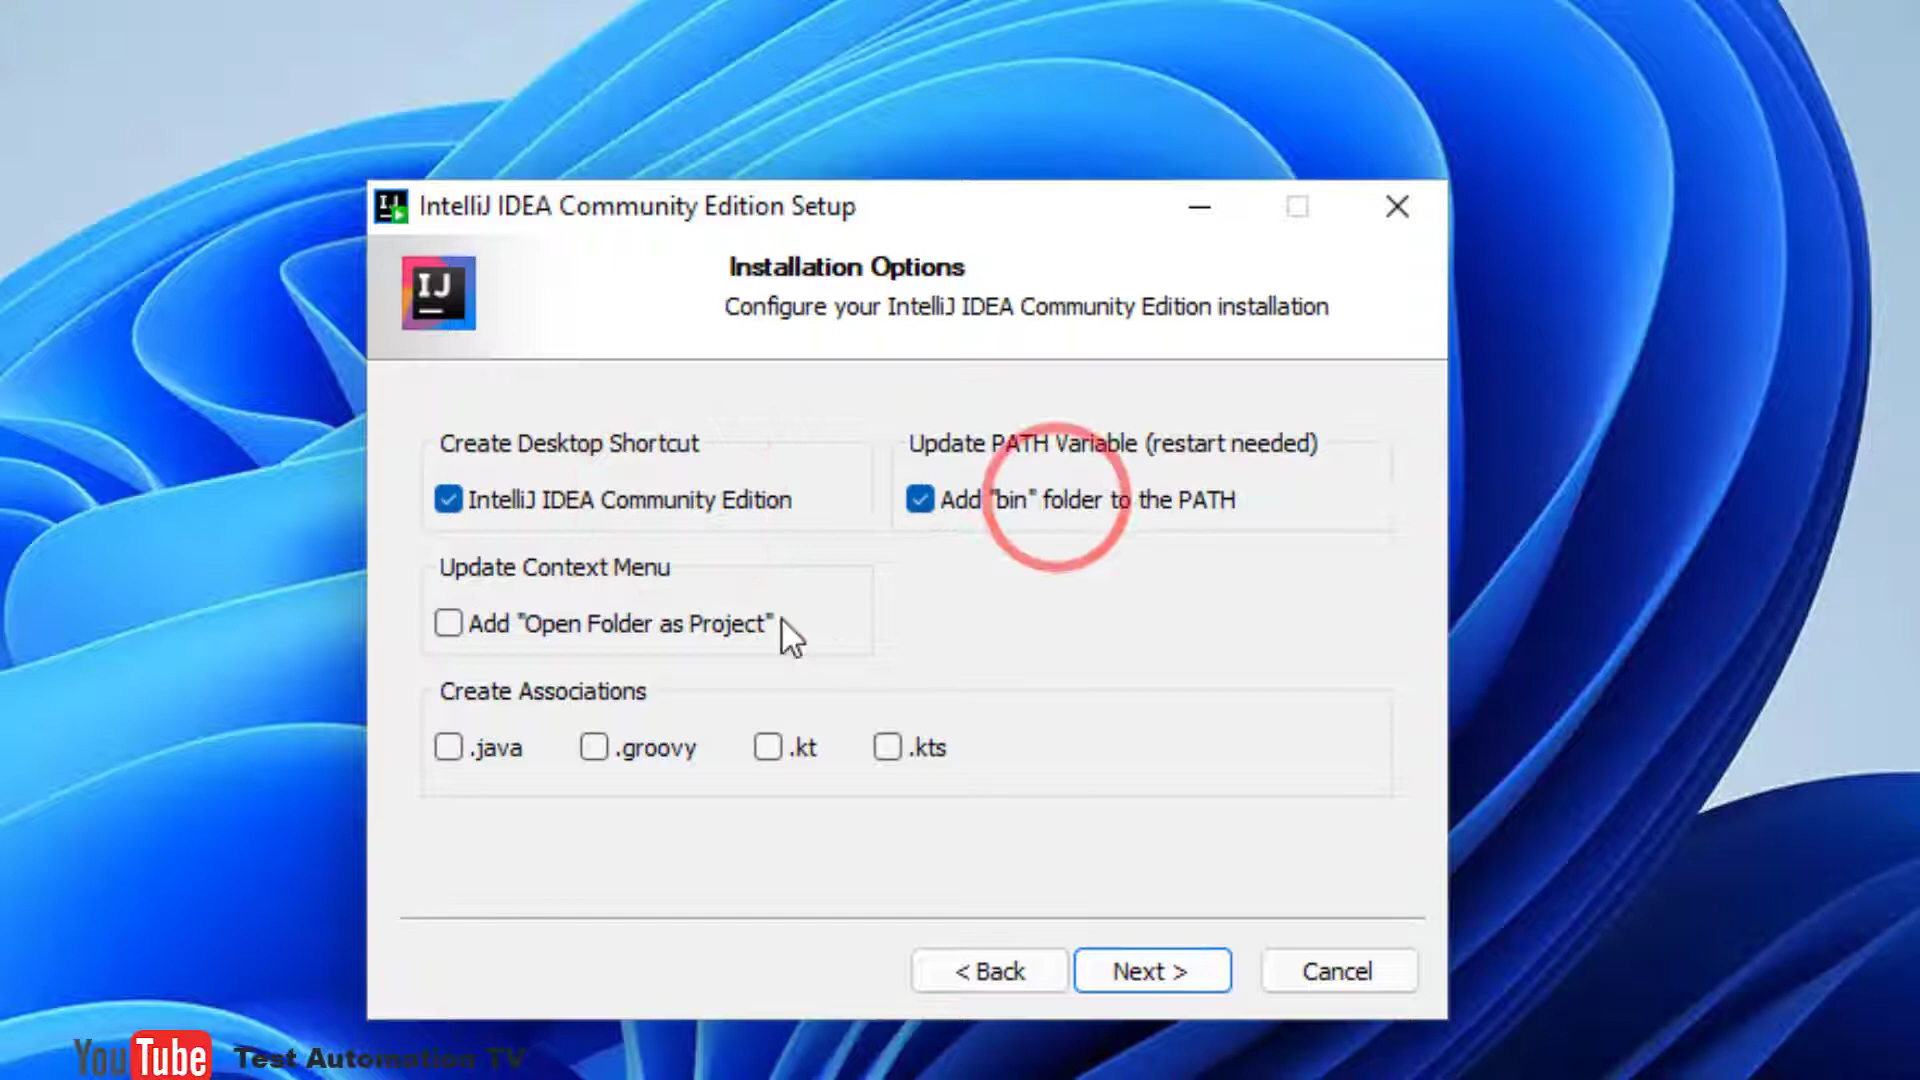 IntelliJ IDEA Community Edition Setup
IJ
Installation Options
Configure your IntelliJ IDEA Community Edition installation
Create Desktop Shortcut
IntelliJ IDEA Community Edition
Update PATH Variable (restart needed)
Add "bin" folder to the PATH
Update Context Menu
Add "Open Folder as Project"
Create Associations
.java .groovy .kt .kts
< Back Next > Cancel
YouTube Test Automation TV